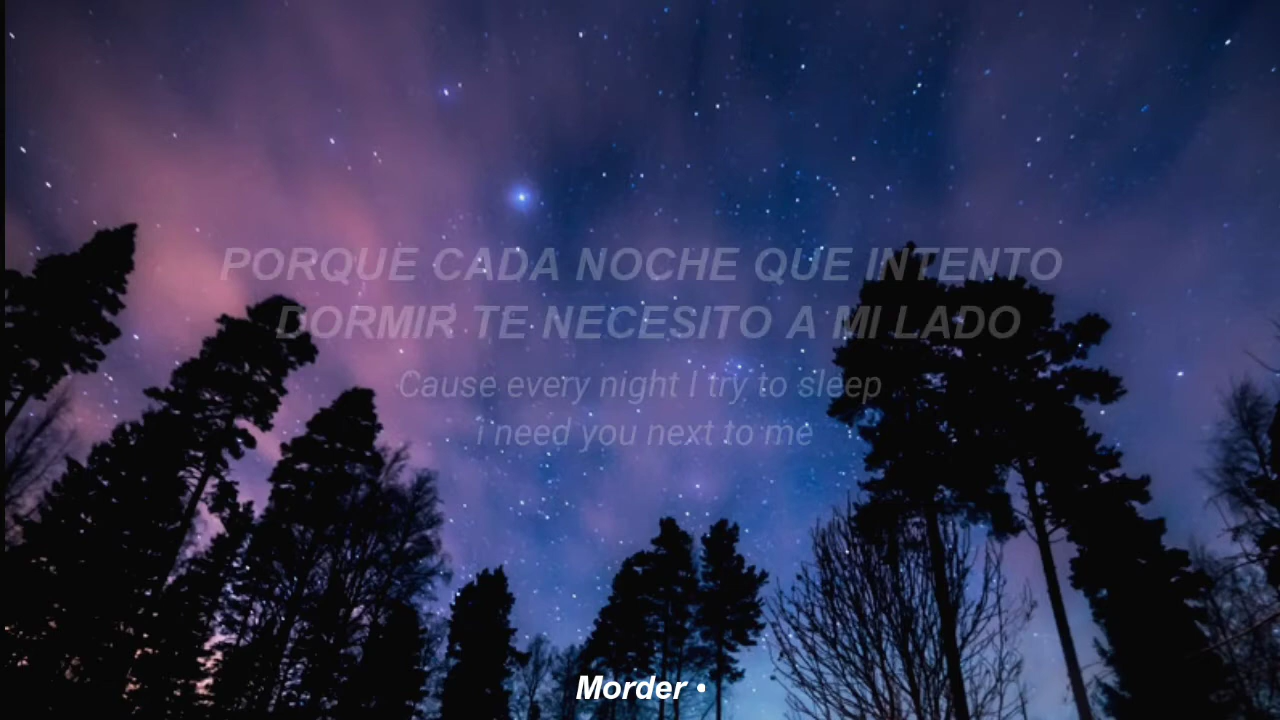 PORQUE CADA NOCHE QUE INTENTO
DORMIR TE NECESITO A MI LADO
Cause every night I try to sleep
i need you next to me
Morder •